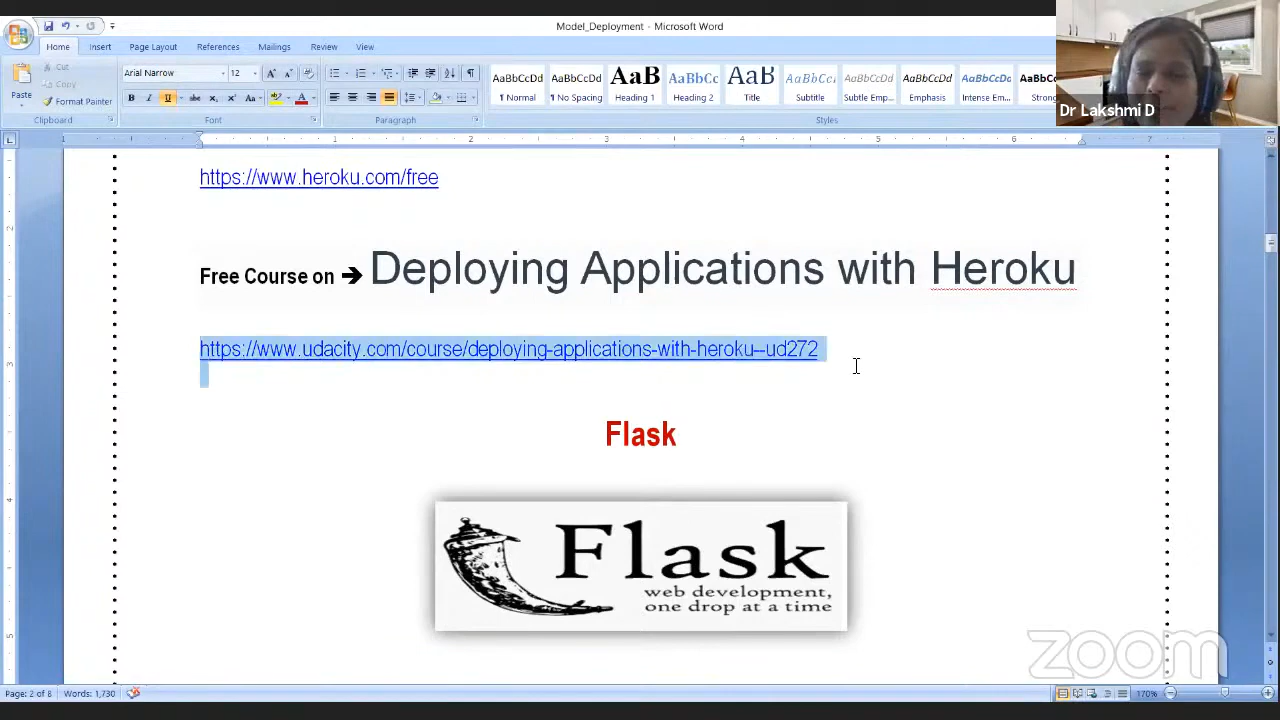 Model_Deployment - Microsoft Word
Home Insert Page Layout References Mailings Review View
Paste
Cut
Copy
Format Painter
Clipboard
Arial Narrow 12
Font
Paragraph
AaBbCcDd AaBbCcDd AaB AaBbCc AaB AaBbCc AaBbCcDd AaBbCcDd AaBbCcDd
¶ Normal ¶ No Spacing Heading 1 Heading 2 Title Subtitle Subtle Emp... Emphasis Intense Em... Strong
Styles
Dr Lakshmi D
https://www.heroku.com/free
Free Course on ➔ Deploying Applications with Heroku
https://www.udacity.com/course/deploying-applications-with-heroku--ud272
Flask
Flask
web development,
one drop at a time
zoom
Page: 2 of 8 Words: 1,730 170%